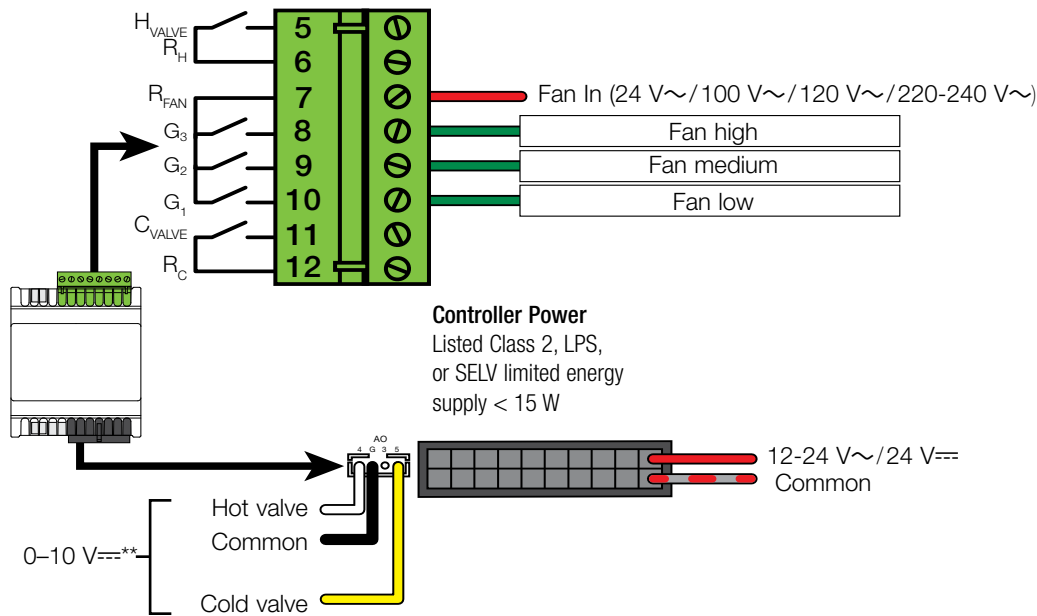 H_VALVE 5
R_H 6
R_FAN 7 Fan In (24 V~/100 V~/120 V~/220-240 V~)
G_3 8 Fan high
G_2 9 Fan medium
G_1 10 Fan low
C_VALVE 11
R_C 12
Controller Power
Listed Class 2, LPS,
or SELV limited energy
supply < 15 W
AO
4 G 3 5
12-24 V~/24 V⎓
Common
Hot valve
Common
0–10 V⎓**
Cold valve